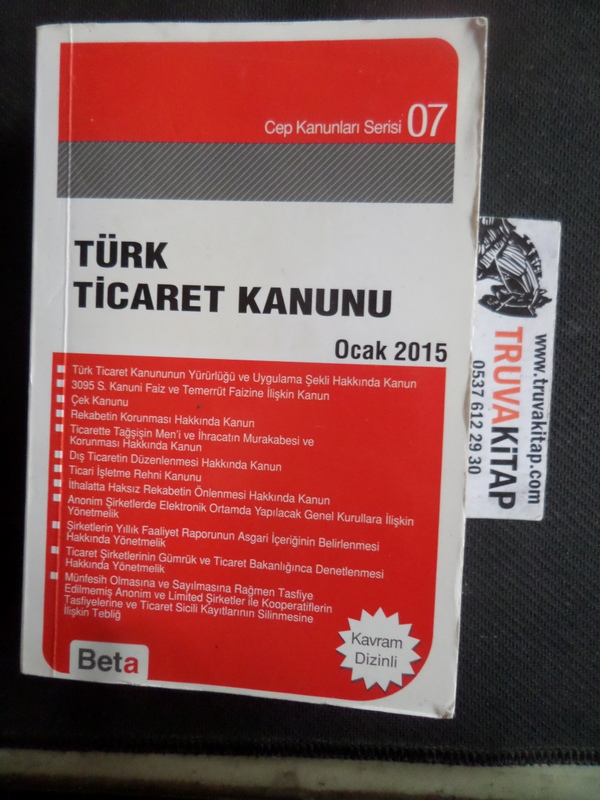 Cep Kanunları Serisi 07
TÜRK
TİCARET KANUNU
Ocak 2015
Türk Ticaret Kanununun Yürürlüğü ve Uygulama Şekli Hakkında Kanun
3095 S. Kanuni Faiz ve Temerrüt Faizine İlişkin Kanun
Çek Kanunu
Rekabetin Korunması Hakkında Kanun
Ticarette Tağşişin Men'i ve İhracatın Murakabesi ve
Korunması Hakkında Kanun
Dış Ticaretin Düzenlenmesi Hakkında Kanun
Ticari İşletme Rehni Kanunu
İthalatta Haksız Rekabetin Önlenmesi Hakkında Kanun
Anonim Şirketlerde Elektronik Ortamda Yapılacak Genel Kurullara İlişkin
Yönetmelik
Şirketlerin Yıllık Faaliyet Raporunun Asgari İçeriğinin Belirlenmesi
Hakkında Yönetmelik
Ticaret Şirketlerinin Gümrük ve Ticaret Bakanlığınca Denetlenmesi
Hakkında Yönetmelik
Münfesih Olmasına ve Sayılmasına Rağmen Tasfiye
Edilmemiş Anonim ve Limited Şirketler ile Kooperatiflerin
Tasfiyelerine ve Ticaret Sicili Kayıtlarının Silinmesine
İlişkin Tebliğ
Kavram
Dizinli
Beta
www.truvakitap.com
TRUVAKİTAP
0537 612 29 30